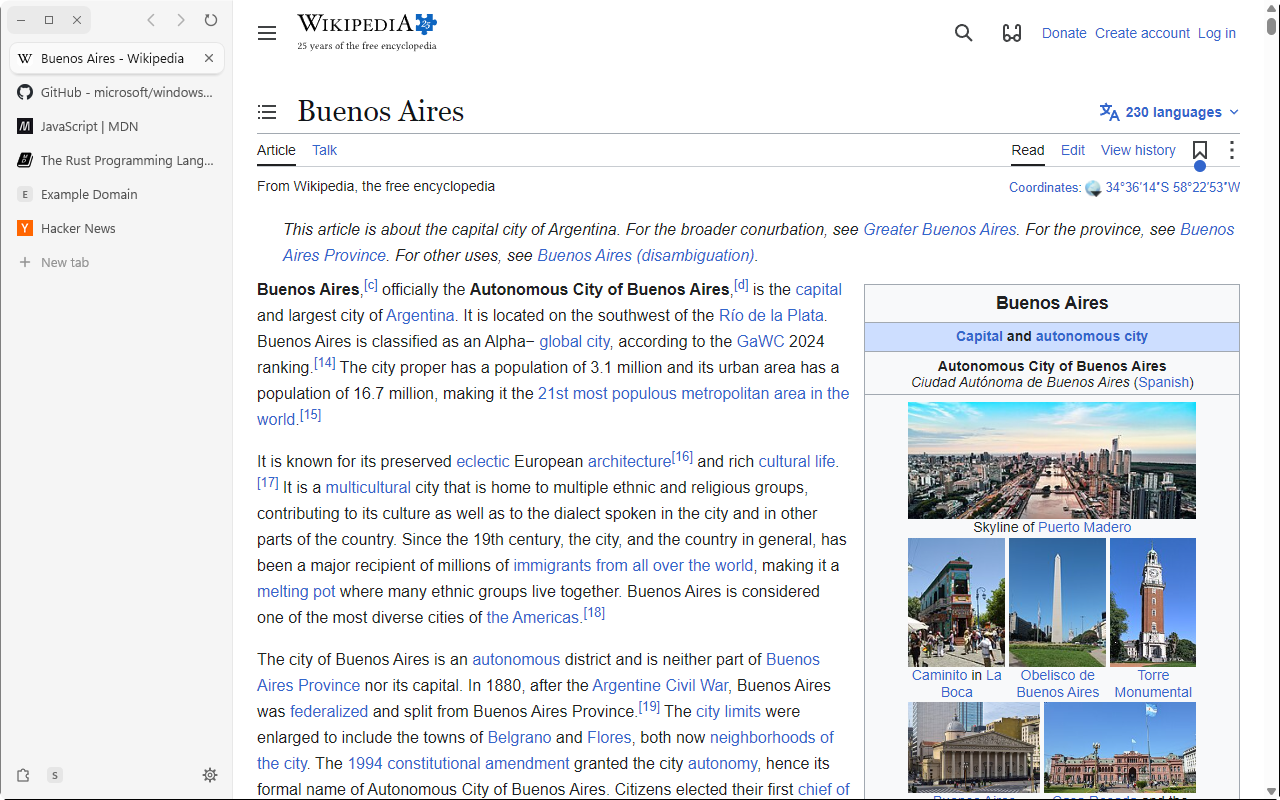 Buenos Aires - Wikipedia
GitHub - microsoft/windows...
JavaScript | MDN
The Rust Programming Lang...
E Example Domain
Y Hacker News
New tab
S
WIKIPEDIA 25
25 years of the free encyclopedia
Donate Create account Log in
Buenos Aires
230 languages
Article Talk
Read Edit View history
From Wikipedia, the free encyclopedia
Coordinates: 34°36′14″S 58°22′53″W
This article is about the capital city of Argentina. For the broader conurbation, see Greater Buenos Aires. For the province, see Buenos
Aires Province. For other uses, see Buenos Aires (disambiguation).
Buenos Aires,[c] officially the Autonomous City of Buenos Aires,[d] is the capital
and largest city of Argentina. It is located on the southwest of the Río de la Plata.
Buenos Aires is classified as an Alpha− global city, according to the GaWC 2024
ranking.[14] The city proper has a population of 3.1 million and its urban area has a
population of 16.7 million, making it the 21st most populous metropolitan area in the
world.[15]
It is known for its preserved eclectic European architecture[16] and rich cultural life.
[17] It is a multicultural city that is home to multiple ethnic and religious groups,
contributing to its culture as well as to the dialect spoken in the city and in other
parts of the country. Since the 19th century, the city, and the country in general, has
been a major recipient of millions of immigrants from all over the world, making it a
melting pot where many ethnic groups live together. Buenos Aires is considered
one of the most diverse cities of the Americas.[18]
The city of Buenos Aires is an autonomous district and is neither part of Buenos
Aires Province nor its capital. In 1880, after the Argentine Civil War, Buenos Aires
was federalized and split from Buenos Aires Province.[19] The city limits were
enlarged to include the towns of Belgrano and Flores, both now neighborhoods of
the city. The 1994 constitutional amendment granted the city autonomy, hence its
formal name of Autonomous City of Buenos Aires. Citizens elected their first chief of
Buenos Aires
Capital and autonomous city
Autonomous City of Buenos Aires
Ciudad Autónoma de Buenos Aires (Spanish)
Skyline of Puerto Madero
Caminito in La
Boca
Obelisco de
Buenos Aires
Torre
Monumental